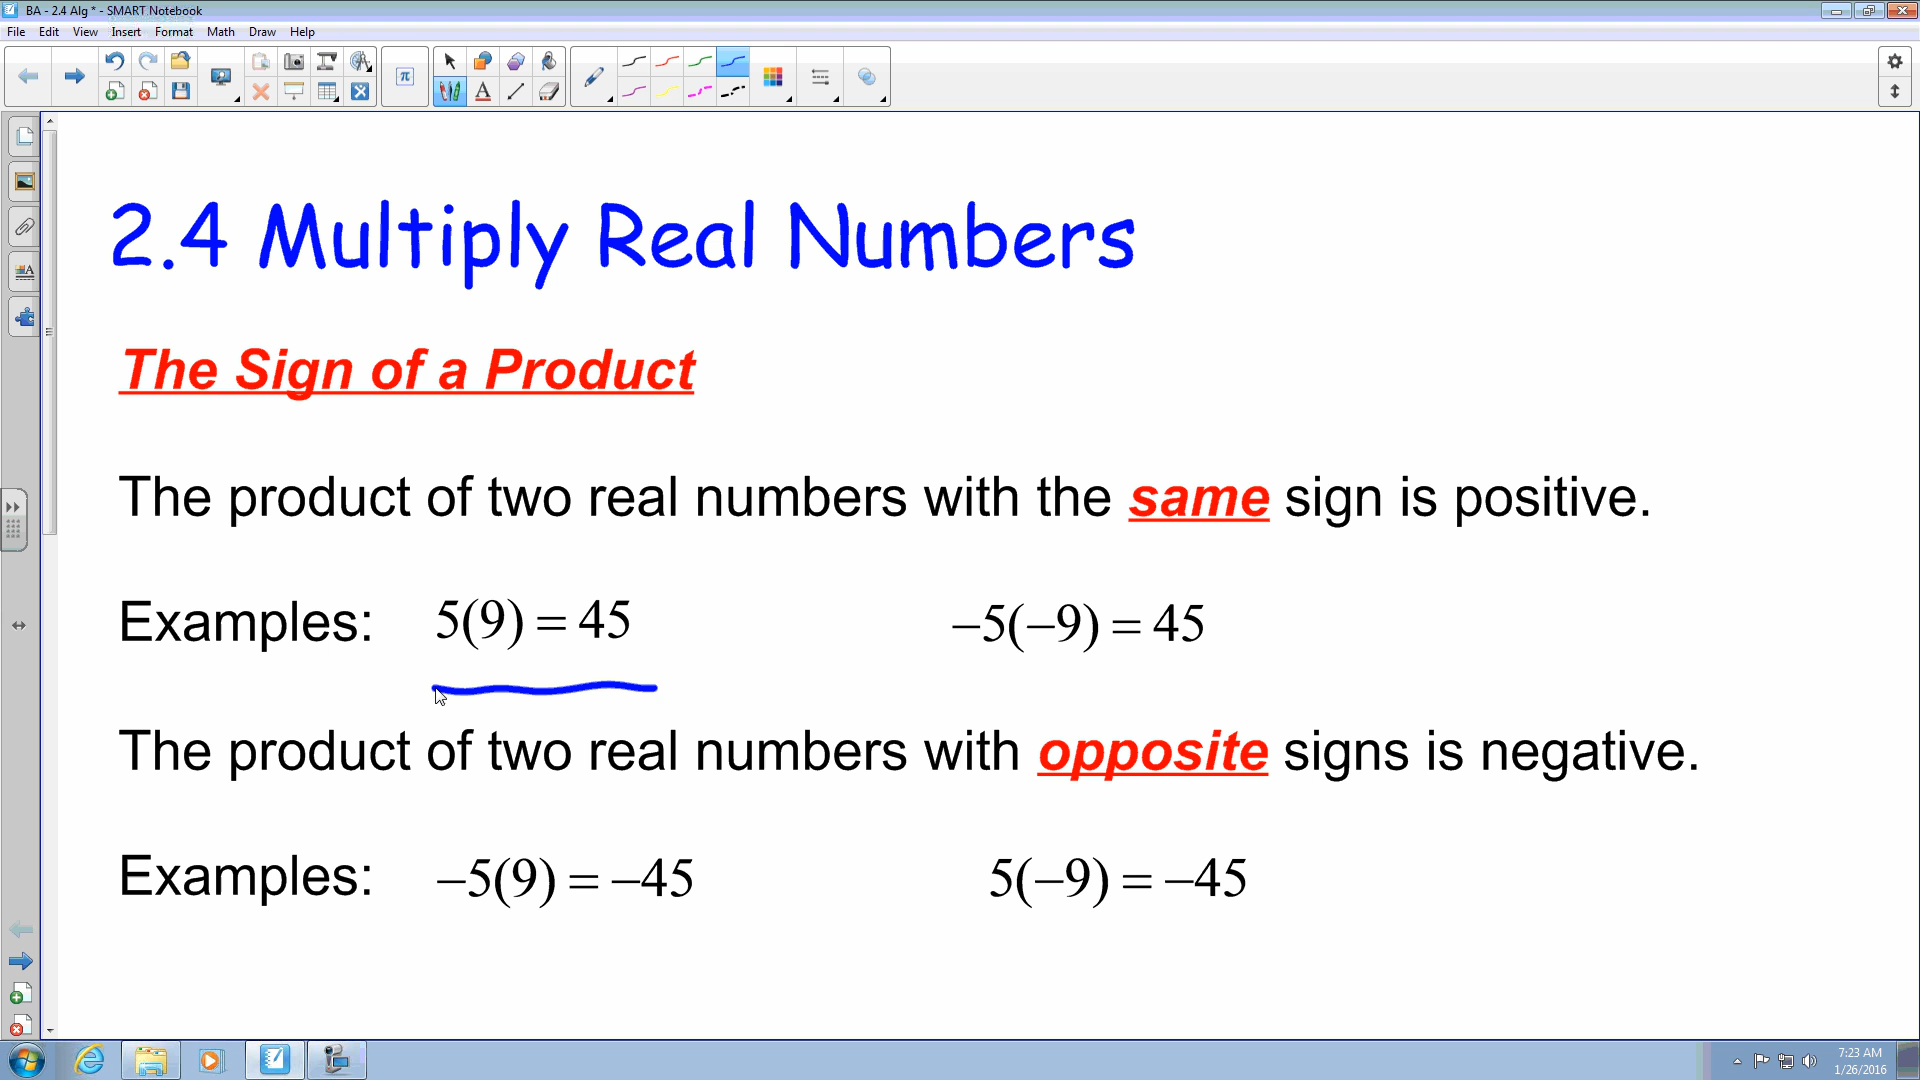 BA - 2.4 Alg * - SMART Notebook
File Edit View Insert Format Math Draw Help
2.4 Multiply Real Numbers
The Sign of a Product
The product of two real numbers with the same sign is positive.
Examples: 5(9) = 45 −5(−9) = 45
The product of two real numbers with opposite signs is negative.
Examples: −5(9) = −45 5(−9) = −45
7:23 AM
1/26/2016